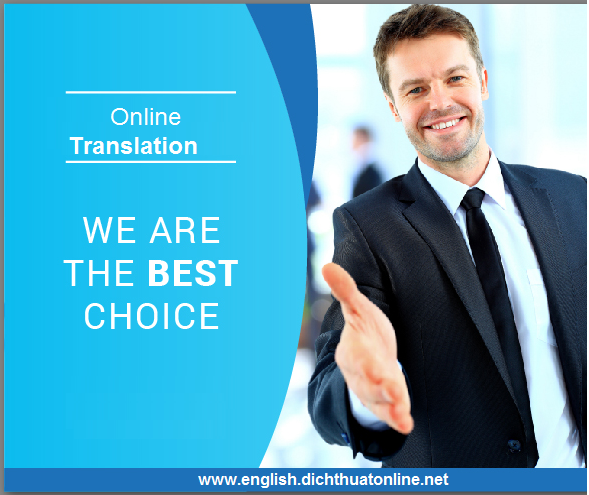 Online
Translation
WE ARE
THE BEST
CHOICE
www.english.dichthuatonline.net